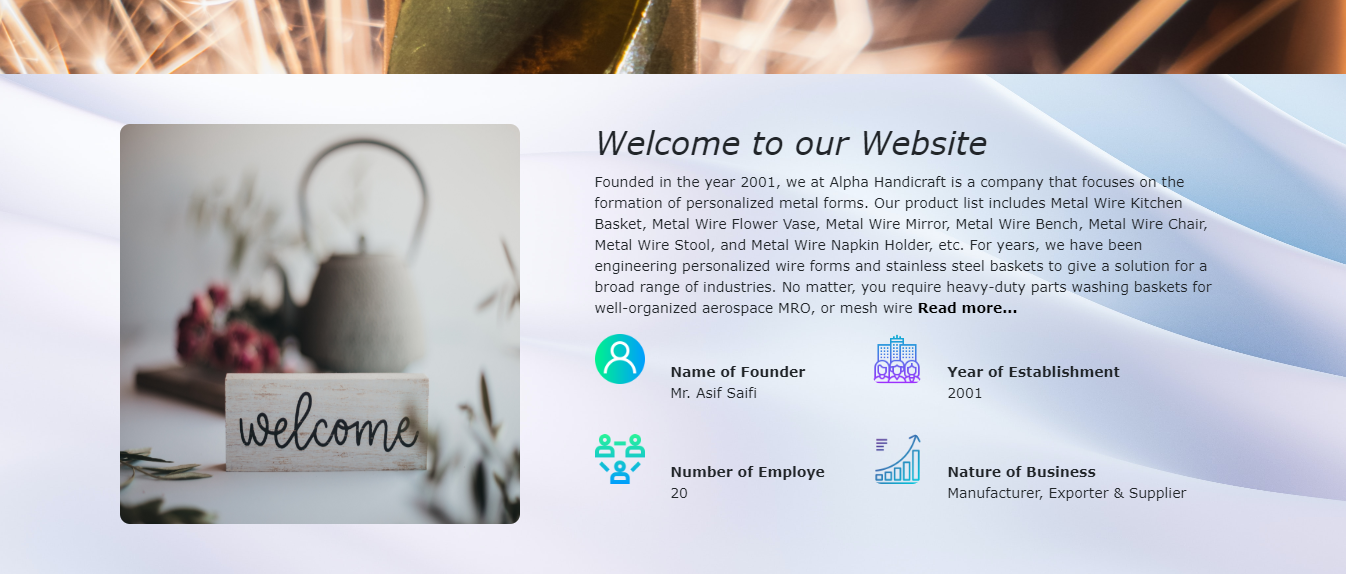 welcome
Welcome to our Website
Founded in the year 2001, we at Alpha Handicraft is a company that focuses on the
formation of personalized metal forms. Our product list includes Metal Wire Kitchen
Basket, Metal Wire Flower Vase, Metal Wire Mirror, Metal Wire Bench, Metal Wire Chair,
Metal Wire Stool, and Metal Wire Napkin Holder, etc. For years, we have been
engineering personalized wire forms and stainless steel baskets to give a solution for a
broad range of industries. No matter, you require heavy-duty parts washing baskets for
well-organized aerospace MRO, or mesh wire Read more...
Name of Founder
Mr. Asif Saifi
Year of Establishment
2001
Number of Employe
20
Nature of Business
Manufacturer, Exporter & Supplier